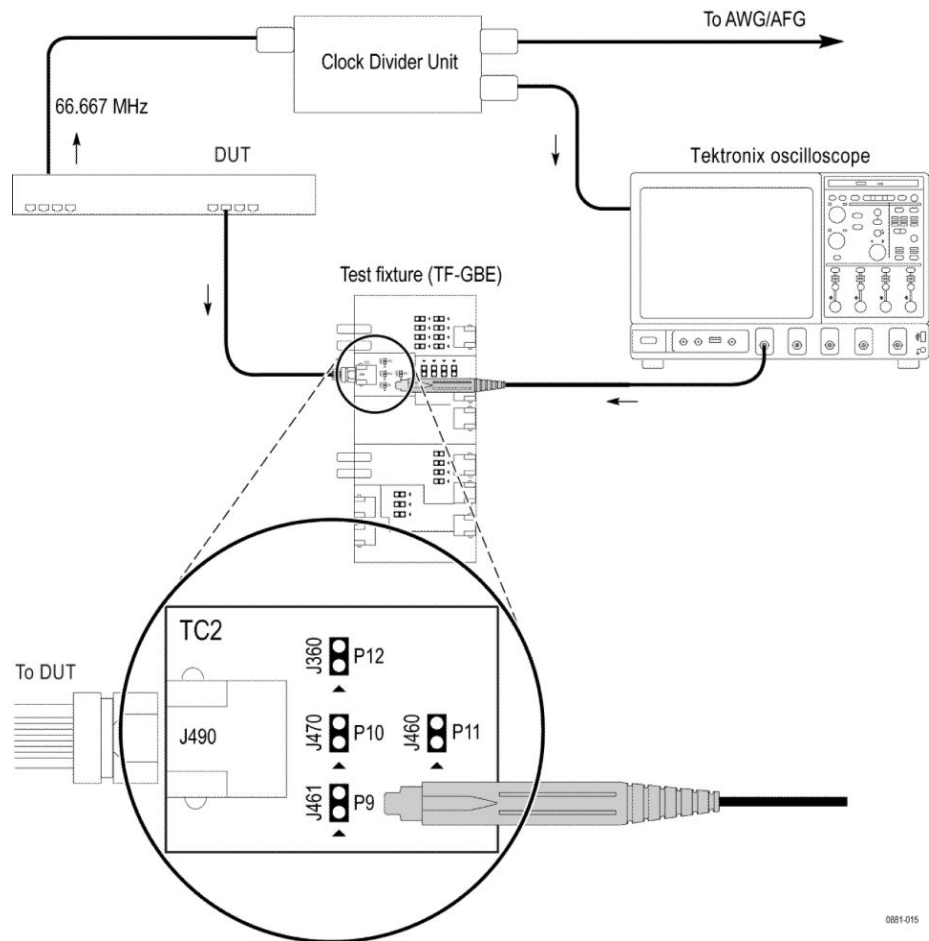 To AWG/AFG
Clock Divider Unit
66.667 MHz
DUT
Tektronix oscilloscope
Test fixture (TF-GBE)
TC2
J360 P12
To DUT
J490
J470 P10 J460 P11
J461 P9
0881-015